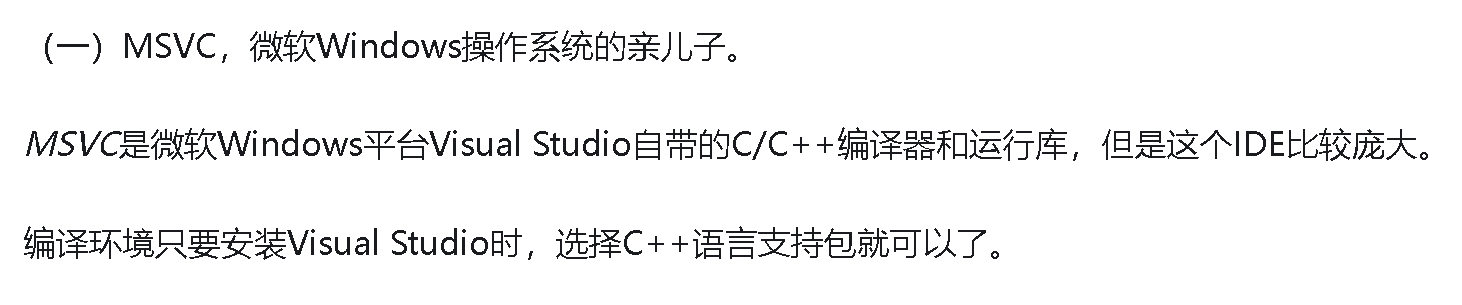 （一）MSVC，微软Windows操作系统的亲儿子。
MSVC是微软Windows平台Visual Studio自带的C/C++编译器和运行库，但是这个IDE比较庞大。
编译环境只要安装Visual Studio时，选择C++语言支持包就可以了。